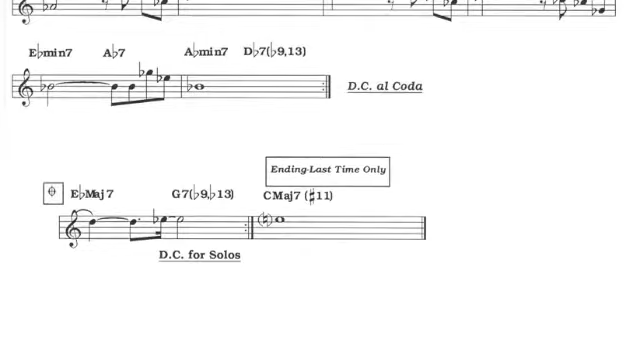 E♭min7 A♭7 A♭min7 D♭7(♭9,13)
D.C. al Coda
Ending-Last Time Only
E♭Maj7 G7(♭9,♭13) CMaj7 (♯11)
D.C. for Solos